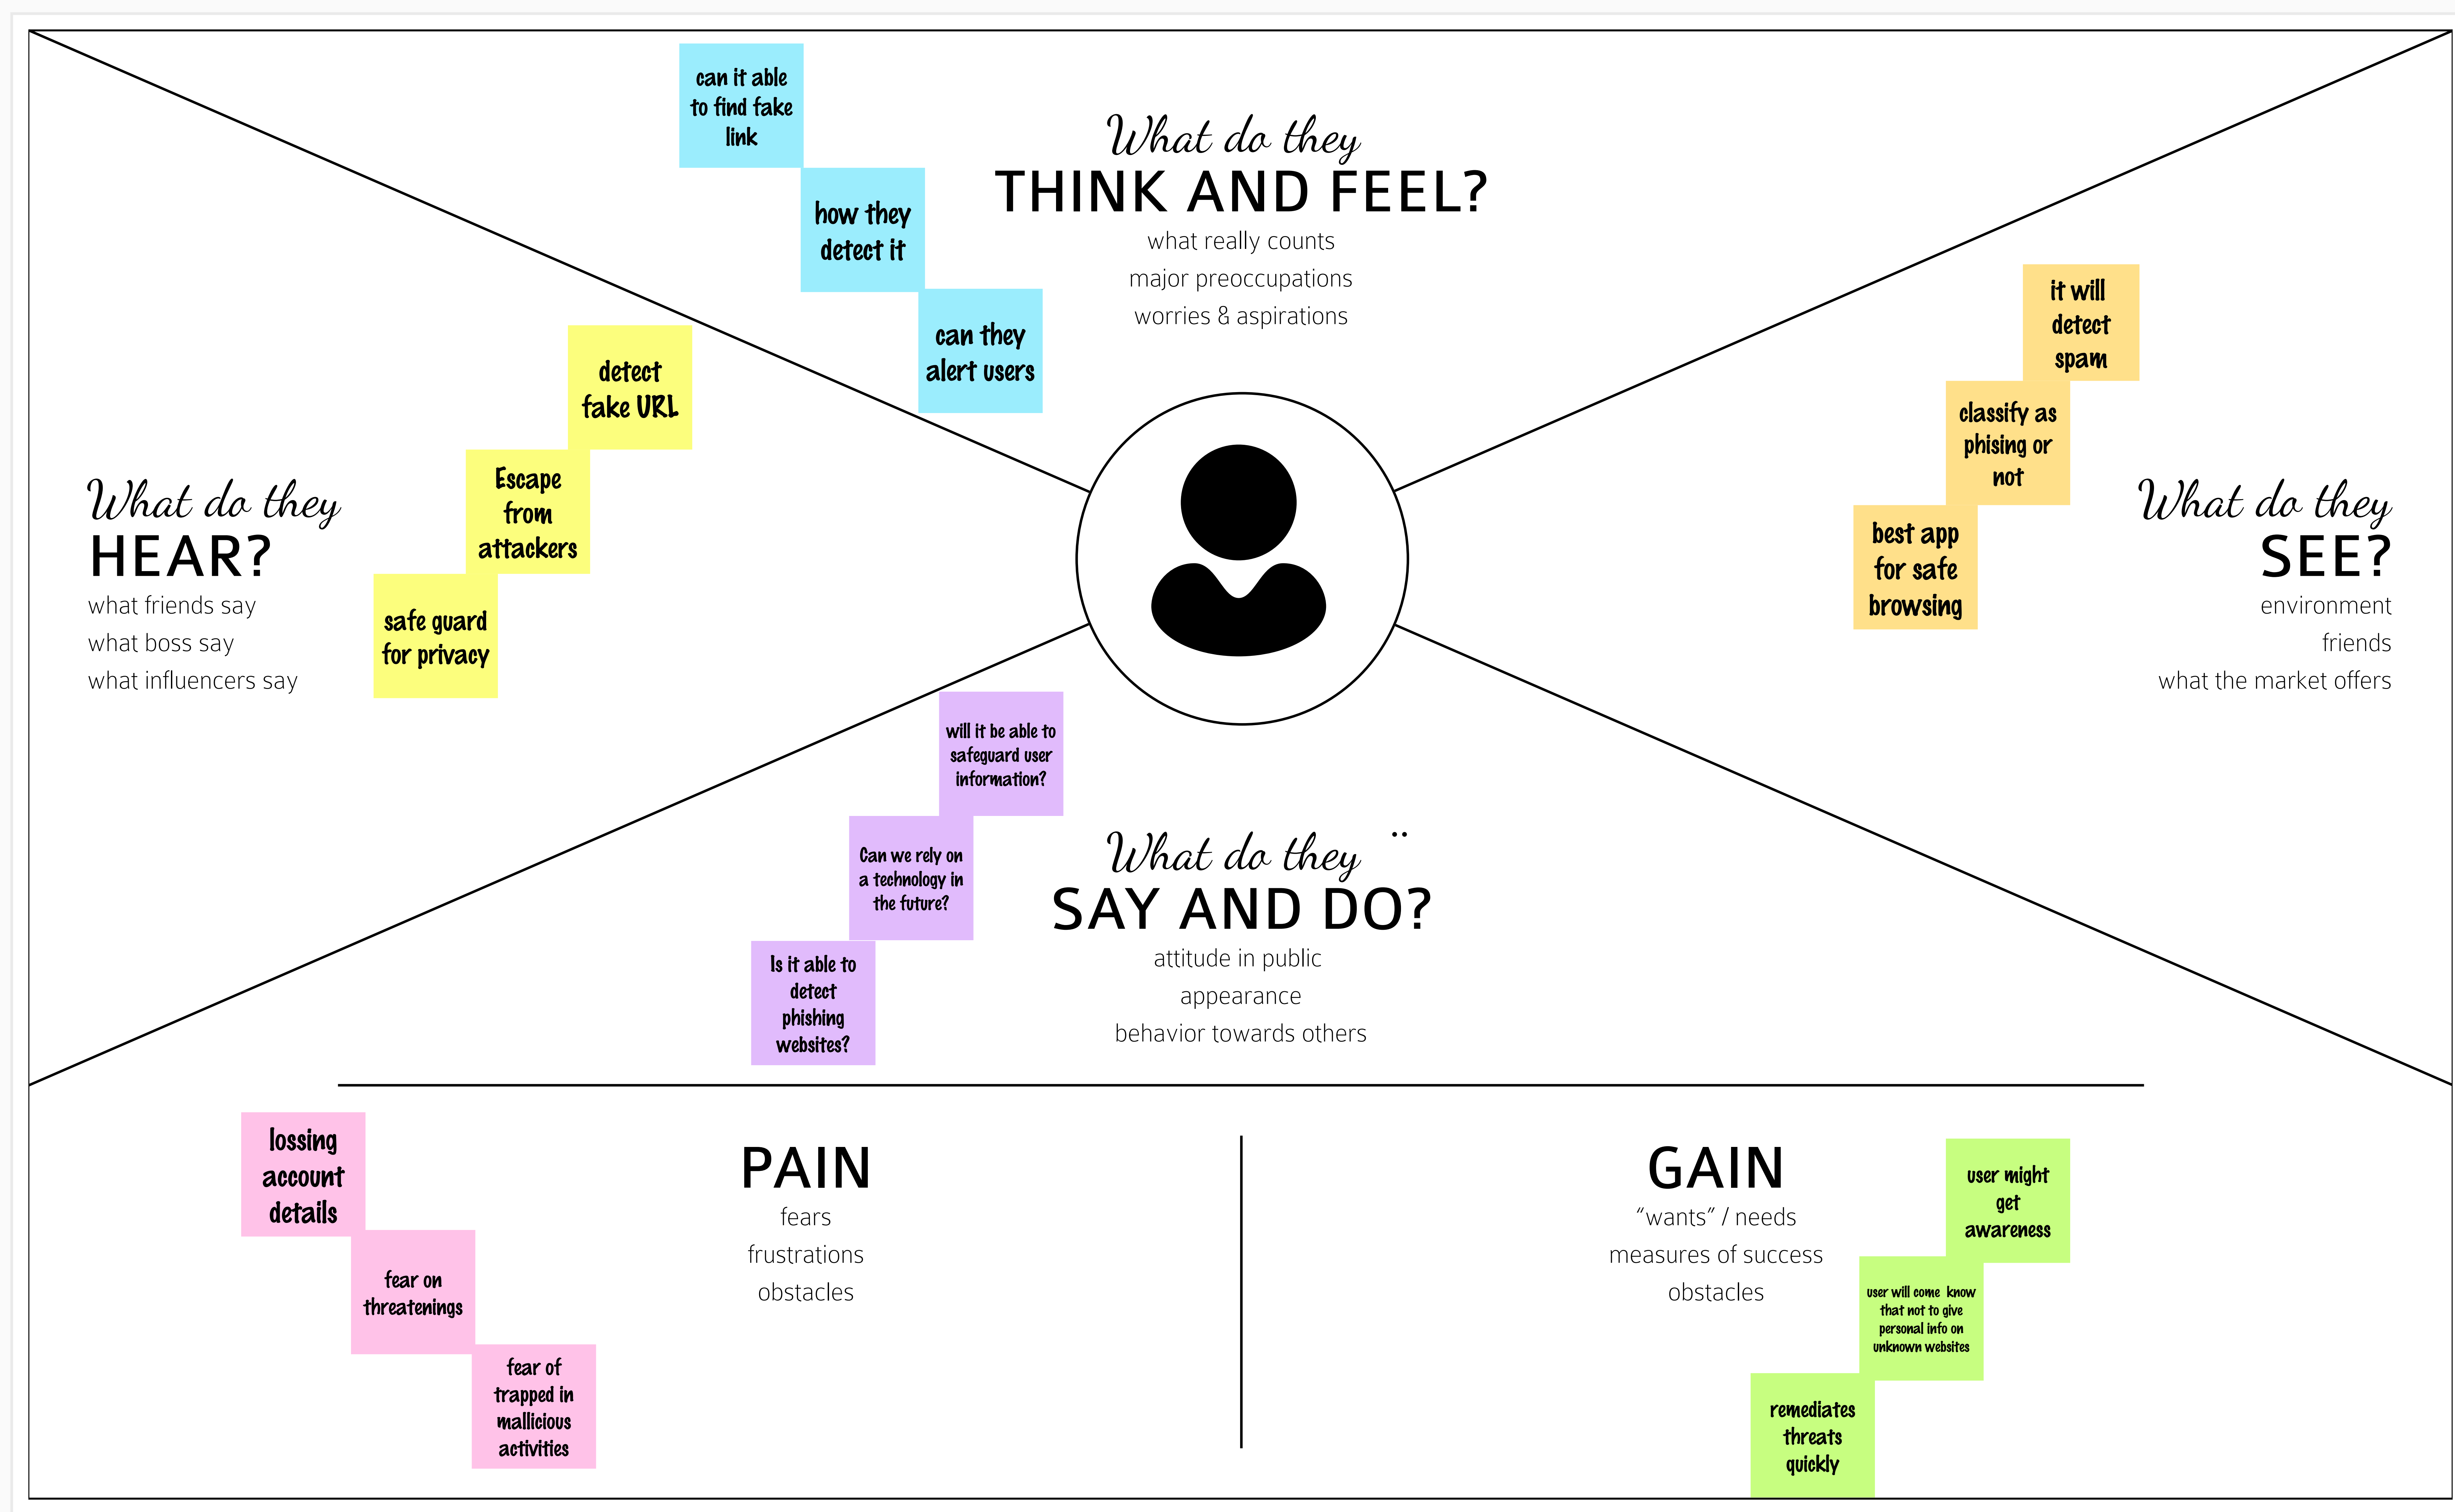 can it able
to find fake
link
how they
detect it
can they
alert users
What do they
THINK AND FEEL?
what really counts
major preoccupations
worries & aspirations
detect
fake URL
Escape
from
attackers
safe guard
for privacy
What do they
HEAR?
what friends say
what boss say
what influencers say
it will
detect
spam
classify as
phising or
not
best app
for safe
browsing
What do they
SEE?
environment
friends
what the market offers
will it be able to
safeguard user
information?
Can we rely on
a technology in
the future?
Is it able to
detect
phishing
websites?
What do they ¨
SAY AND DO?
attitude in public
appearance
behavior towards others
lossing
account
details
fear on
threatenings
fear of
trapped in
mallicious
activities
PAIN
fears
frustrations
obstacles
GAIN
“wants” / needs
measures of success
obstacles
user might
get
awareness
user will come know
that not to give
personal info on
unknown websites
remediates
threats
quickly